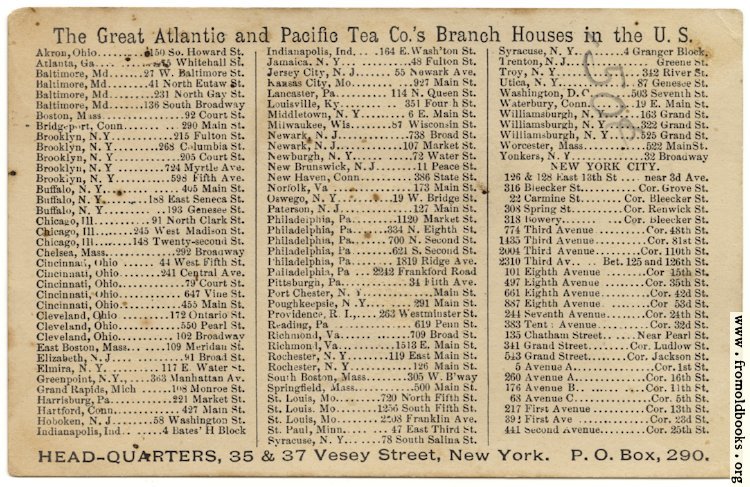 The Great Atlantic and Pacific Tea Co.'s Branch Houses in the U. S.
Akron, Ohio 150 So. Howard St.
Atlanta, Ga Whitehall St.
Baltimore, Md 27 W. Baltimore St.
Baltimore, Md 41 North Eutaw St.
Baltimore, Md 231 North Gay St.
Baltimore, Md 136 South Broadway
Boston, Mass 92 Court St.
Bridgeport, Conn 290 Main St.
Brooklyn, N. Y 215 Fulton St.
Brooklyn, N. Y 268 Columbia St.
Brooklyn, N. Y 205 Court St.
Brooklyn, N. Y 724 Myrtle Ave.
Brooklyn, N. Y 598 Fifth Ave.
Buffalo, N. Y 405 Main St.
Buffalo, N. Y. 188 East Seneca St.
Buffalo, N. Y 193 Genesee St.
Chicago, Ill 91 North Clark St.
Chicago, Ill 245 West Madison St.
Chicago, Ill 148 Twenty-second St.
Chelsea, Mass. 292 Broadway
Cincinnati, Ohio 44 West Fifth St.
Cincinnati, Ohio 241 Central Ave.
Cincinnati, Ohio 79 Court St
Cincinnati, Ohio 647 Vine St.
Cincinnati, Ohio 455 Main St.
Cleveland, Ohio 172 Ontario St.
Cleveland, Ohio 550 Pearl St.
Cleveland, Ohio 102 Broadway
East Boston, Mass. 109 Meridan St.
Elizabeth, N. J 91 Broad St.
Elmira, N. Y. 117 E. Water St.
Greenpoint, N. Y. 363 Manhattan Av.
Grand Rapids, Mich Monroe St.
Harrisburg, Pa 221 Market St.
Hartford, Conn. 427 Main St.
Hoboken, N. J 58 Washington St.
Indianapolis, Ind 4 Bates' H Block
Indianapolis, Ind. 164 E. Wash'ton St.
Jamaica. N. Y 48 Fulton St.
Jersey City, N. J 55 Newark Ave.
Kansas City, Mo 927 Main St.
Lancaster, Pa 114 N. Queen St.
Louisville, Ky 351 Fourth St.
Middletown, N. Y 6 E. Main St.
Milwaukee, Wis. 87 Wisconsin St.
Newark, N. J 738 Broad St.
Newark, N. J 107 Market St.
Newburgh, N. Y 72 Water St.
New Brunswick, N. J 11 Peace St.
New Haven, Conn 386 State St.
Norfolk, Va 173 Main St.
Oswego, N. Y 19 W. Bridge St.
Paterson, N. J 127 Main St.
Philadelphia, Pa 1120 Market St.
Philadelphia, Pa 334 N. Eighth St.
Philadelphia, Pa 700 N. Second St.
Philadelphia, Pa 621 S. Second St.
Philadelphia, Pa 1819 Ridge Ave.
Philadelphia, Pa 2242 Frankford Road
Pittsburg, Pa 34 Fifth Ave.
Port Chester, N. Y Main St.
Poughkeepsie, N. Y 291 Main St.
Providence, R. I. 263 Westminster St.
Reading, Pa 619 Penn St.
Richmond, Va 709 Broad St.
Richmond, Va 1513 E. Main St.
Rochester, N. Y 119 East Main St.
Rochester, N. Y 126 Main St.
South Boston, Mass 305 W. B'way
Springfield, Mass 500 Main St.
St. Louis, Mo 720 North Fifth St.
St. Louis. Mo 1256 South Fifth St.
St. Louis, Mo Franklin Ave.
St. Paul, Minn 47 East Third St.
Syracuse, N. Y 78 South Salina St.
Syracuse, N. Y 4 Granger Block.
Trenton, N. J Greene St.
Troy, N. Y 342 River St.
Utica, N. Y 87 Genesee St.
Washington, D. C 503 Seventh St.
Waterbury, Conn. 19 E. Main St.
Williamsburgh, N. Y 163 Grand St.
Williamsburgh, N. Y 322 Grand St.
Williamsburgh, N. Y 525 Grand St.
Worcester, Mass 522 Main St.
Yonkers, N. Y 32 Broadway
NEW YORK CITY.
126 & 128 East 13th St near 3d Ave.
316 Bleecker St Cor. Grove St.
22 Carmine St Cor. Bleecker St.
308 Spring St Cor. Renwick St.
318 Bowery Cor. Bleecker St.
774 Third Avenue Cor. 48th St.
1435 Third Avenue Cor. 81st St.
2004 Third Avenue Cor. 110th St.
2310 Third Av. Bet. 125 and 126th St.
101 Eighth Avenue Cor 15th St.
497 Eighth Avenue Cor. 35th St.
661 Eighth Avenue Cor. 42d St.
887 Eighth Avenue Cor 53d St.
244 Seventh Avenue Cor. 24th St.
383 Tenth Avenue Cor. 32d St.
135 Chatham Street Near Pearl St.
341 Grand Street Cor. Ludlow St.
543 Grand Street Cor. Jackson St.
5 Avenue A Cor. 1st St.
260 Avenue A Cor. 16th St.
176 Avenue B Cor. 11th St.
63 Avenue C Cor. 5th St.
217 First Avenue Cor. 13th St.
391 First Ave Cor. 23d St.
441 Second Avenue Cor. 25th St.
HEAD-QUARTERS, 35 & 37 Vesey Street, New York. P. O. Box, 290.
www.fromoldbooks.org